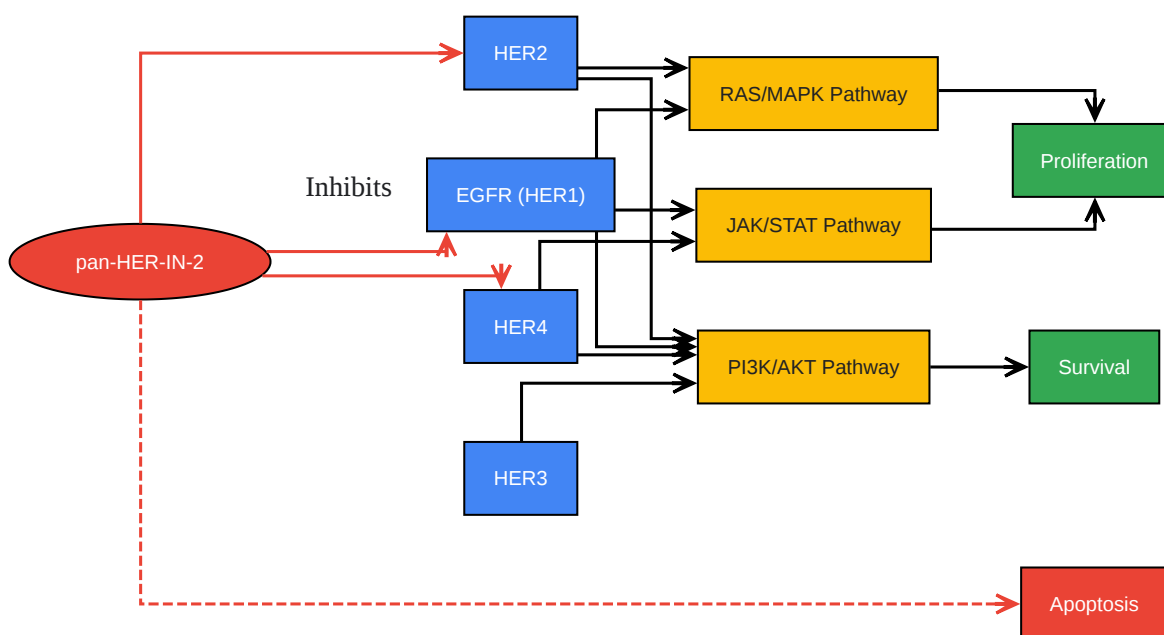 HER2
RAS/MAPK Pathway
Proliferation
Inhibits
EGFR (HER1)
JAK/STAT Pathway
pan-HER-IN-2
HER4
PI3K/AKT Pathway
Survival
HER3
Apoptosis